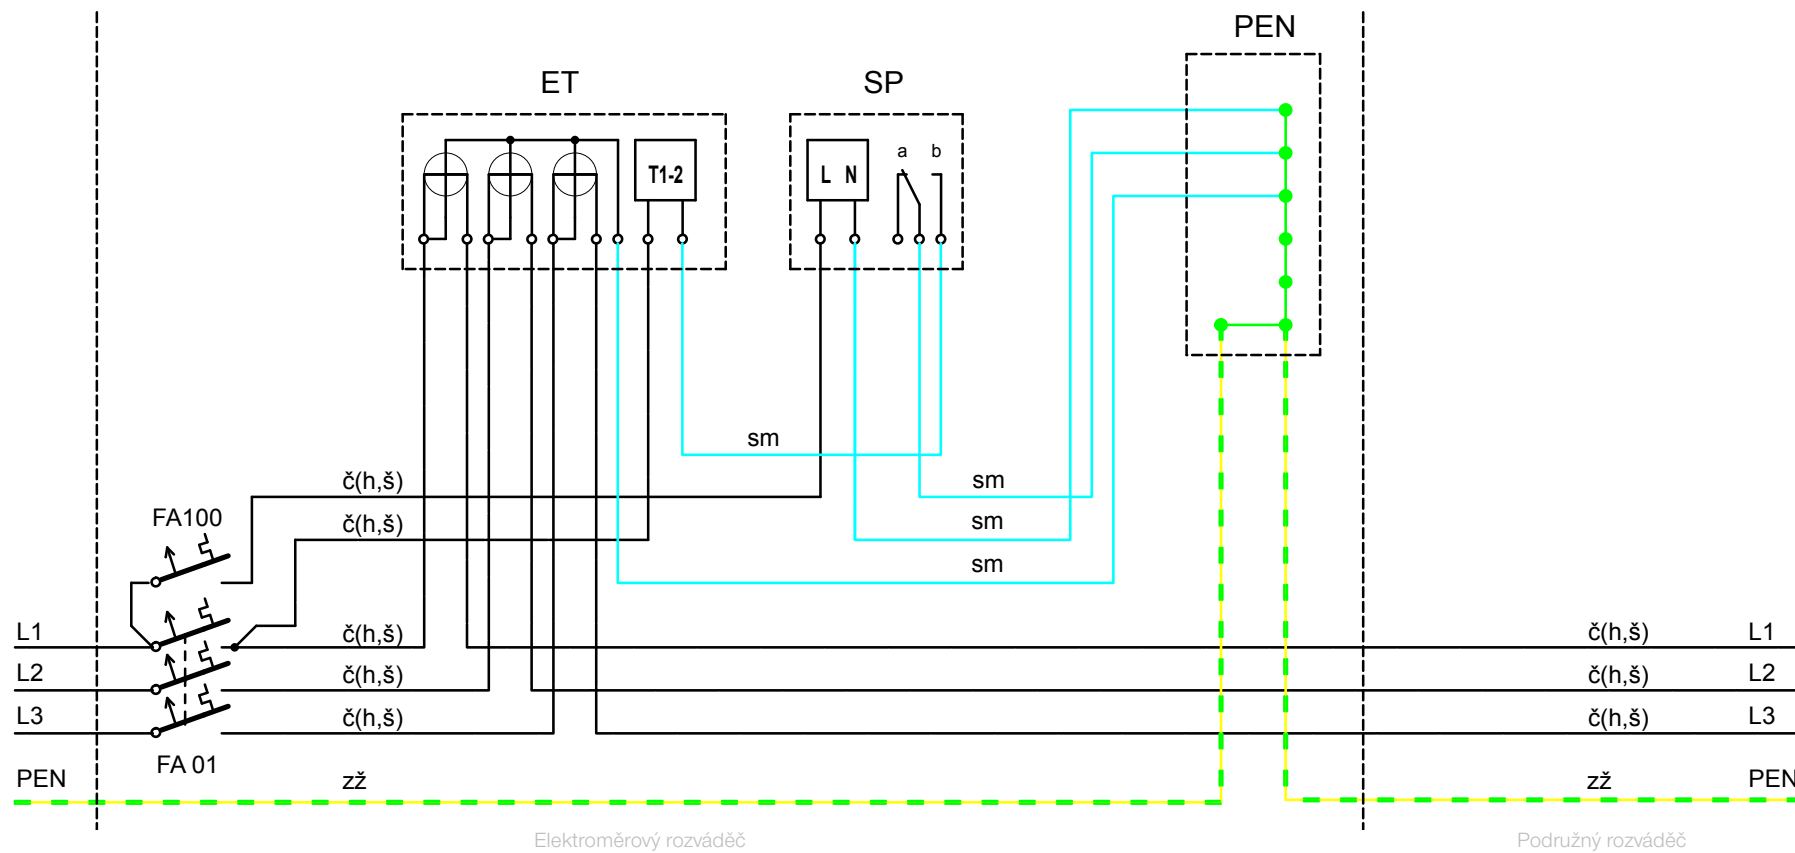 PEN
ET SP
a b
T1-2 L N
sm
č(h,š) sm
FA100 č(h,š) sm
sm
L1 č(h,š) č(h,š) L1
L2 č(h,š) č(h,š) L2
L3 č(h,š) č(h,š) L3
FA 01
PEN zž zž PEN
Elektroměrový rozváděč Podružný rozváděč